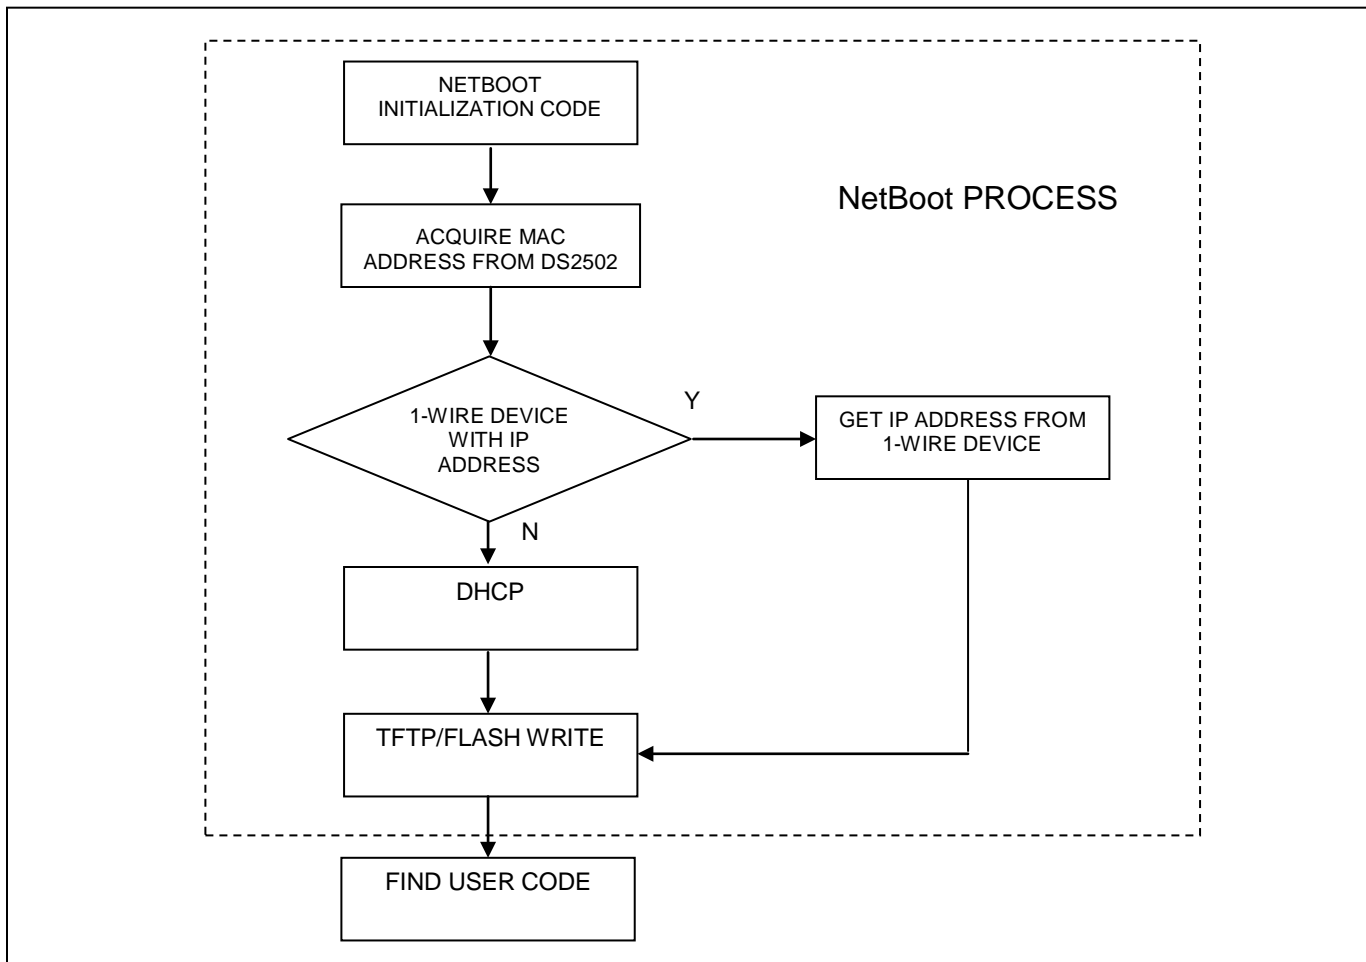 NETBOOT
INITIALIZATION CODE
NetBoot PROCESS
ACQUIRE MAC
ADDRESS FROM DS2502
1-WIRE DEVICE
WITH IP
ADDRESS
Y
GET IP ADDRESS FROM
1-WIRE DEVICE
N
DHCP
TFTP/FLASH WRITE
FIND USER CODE